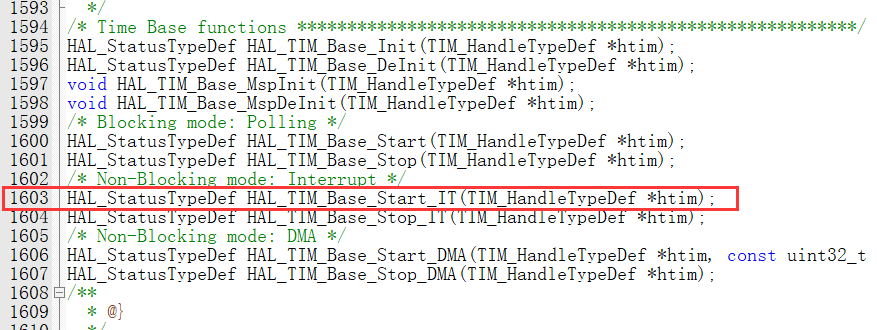 1593 */
1594 /* Time Base functions ********************************************************/
1595 HAL_StatusTypeDef HAL_TIM_Base_Init(TIM_HandleTypeDef *htim);
1596 HAL_StatusTypeDef HAL_TIM_Base_DeInit(TIM_HandleTypeDef *htim);
1597 void HAL_TIM_Base_MspInit(TIM_HandleTypeDef *htim);
1598 void HAL_TIM_Base_MspDeInit(TIM_HandleTypeDef *htim);
1599 /* Blocking mode: Polling */
1600 HAL_StatusTypeDef HAL_TIM_Base_Start(TIM_HandleTypeDef *htim);
1601 HAL_StatusTypeDef HAL_TIM_Base_Stop(TIM_HandleTypeDef *htim);
1602 /* Non-Blocking mode: Interrupt */
1603 HAL_StatusTypeDef HAL_TIM_Base_Start_IT(TIM_HandleTypeDef *htim);
1604 HAL_StatusTypeDef HAL_TIM_Base_Stop_IT(TIM_HandleTypeDef *htim);
1605 /* Non-Blocking mode: DMA */
1606 HAL_StatusTypeDef HAL_TIM_Base_Start_DMA(TIM_HandleTypeDef *htim, const uint32_t
1607 HAL_StatusTypeDef HAL_TIM_Base_Stop_DMA(TIM_HandleTypeDef *htim);
1608 /**
1609 * @}
1610 */